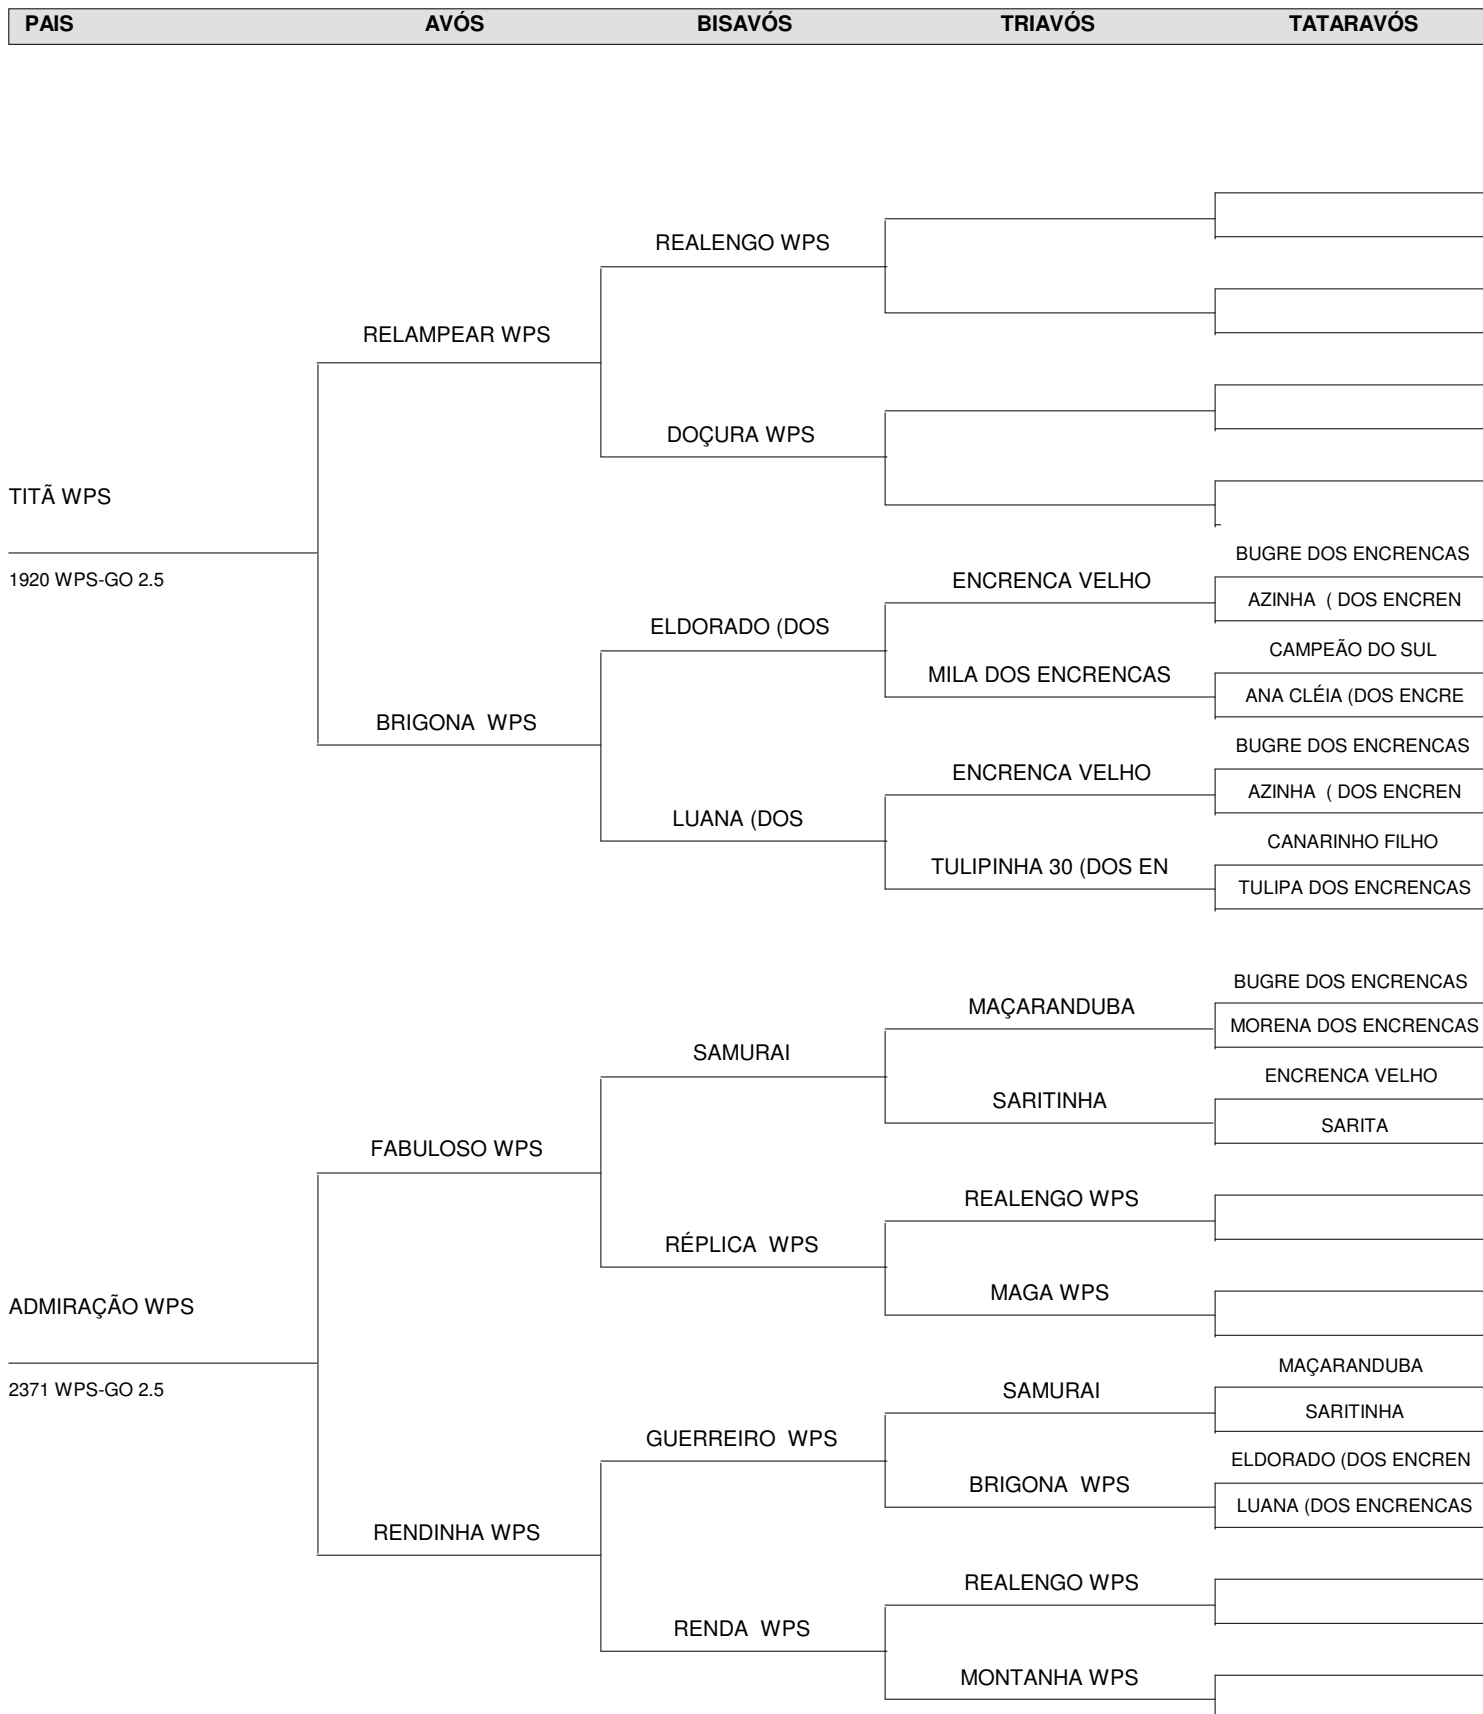 PAIS AVÓS BISAVÓS TRIAVÓS TATARAVÓS
REALENGO WPS
RELAMPEAR WPS
DOÇURA WPS
TITÃ WPS
BUGRE DOS ENCRENCAS
1920 WPS-GO 2.5
ENCRENCA VELHO
AZINHA ( DOS ENCREN
ELDORADO (DOS
CAMPEÃO DO SUL
MILA DOS ENCRENCAS
ANA CLÉIA (DOS ENCRE
BRIGONA WPS
BUGRE DOS ENCRENCAS
ENCRENCA VELHO
AZINHA ( DOS ENCREN
LUANA (DOS
CANARINHO FILHO
TULIPINHA 30 (DOS EN
TULIPA DOS ENCRENCAS
BUGRE DOS ENCRENCAS
MAÇARANDUBA
MORENA DOS ENCRENCAS
SAMURAI
ENCRENCA VELHO
SARITINHA
SARITA
FABULOSO WPS
REALENGO WPS
RÉPLICA WPS
MAGA WPS
ADMIRAÇÃO WPS
MAÇARANDUBA
2371 WPS-GO 2.5
SAMURAI
SARITINHA
GUERREIRO WPS
ELDORADO (DOS ENCREN
BRIGONA WPS
LUANA (DOS ENCRENCAS
RENDINHA WPS
REALENGO WPS
RENDA WPS
MONTANHA WPS